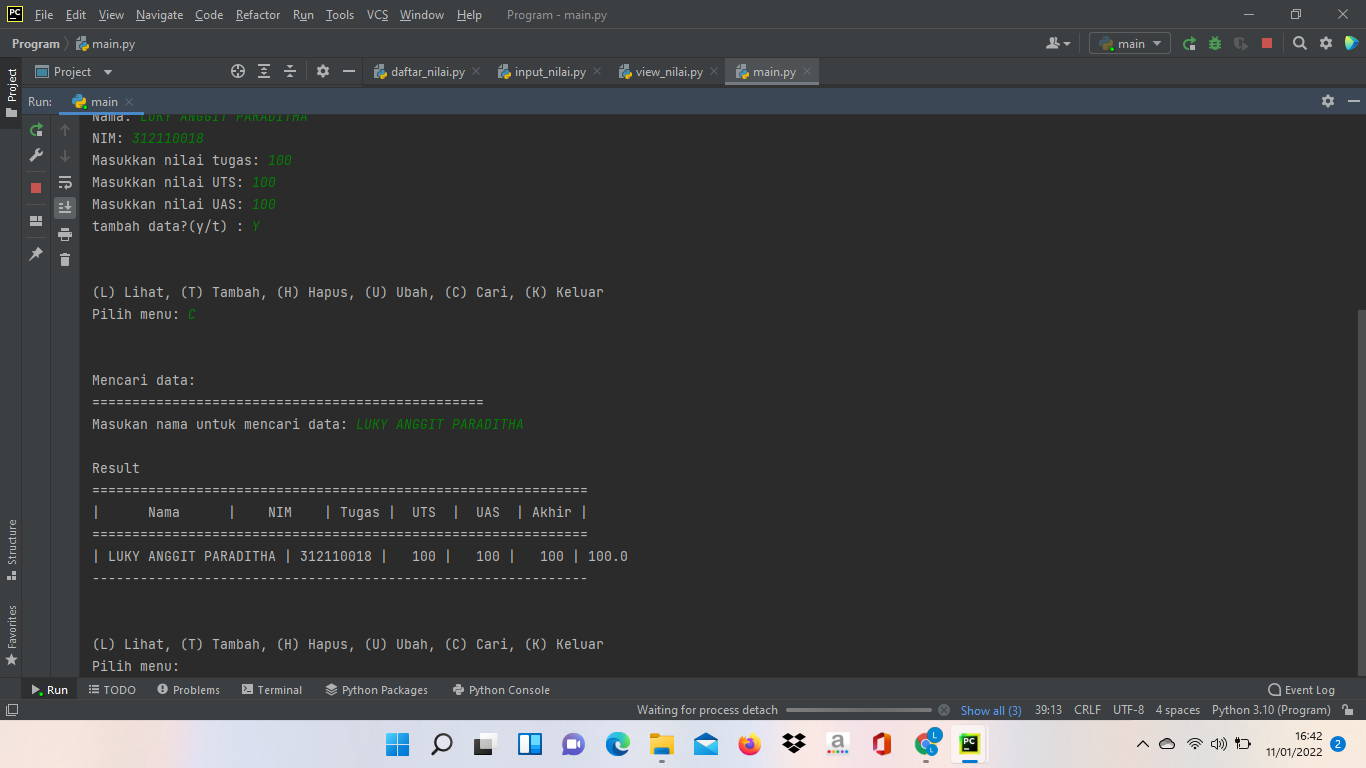 File Edit View Navigate Code Refactor Run Tools VCS Window Help Program - main.py
Program main.py main
Project daftar_nilai.py input_nilai.py view_nilai.py main.py
Run: main
Nama: LUKY ANGGIT PARADITHA
NIM: 312110018
Masukkan nilai tugas: 100
Masukkan nilai UTS: 100
Masukkan nilai UAS: 100
tambah data?(y/t) : Y
(L) Lihat, (T) Tambah, (H) Hapus, (U) Ubah, (C) Cari, (K) Keluar
Pilih menu: C
Mencari data:
=================================================
Masukan nama untuk mencari data: LUKY ANGGIT PARADITHA
Result
==============================================================
|      Nama      |    NIM    | Tugas |  UTS  |  UAS  | Akhir |
==============================================================
| LUKY ANGGIT PARADITHA | 312110018 |   100 |   100 |   100 | 100.0
--------------------------------------------------------------
(L) Lihat, (T) Tambah, (H) Hapus, (U) Ubah, (C) Cari, (K) Keluar
Pilih menu:
Project
Structure
Favorites
Run TODO Problems Terminal Python Packages Python Console Event Log
Waiting for process detach Show all (3) 39:13 CRLF UTF-8 4 spaces Python 3.10 (Program)
16:42
11/01/2022 2